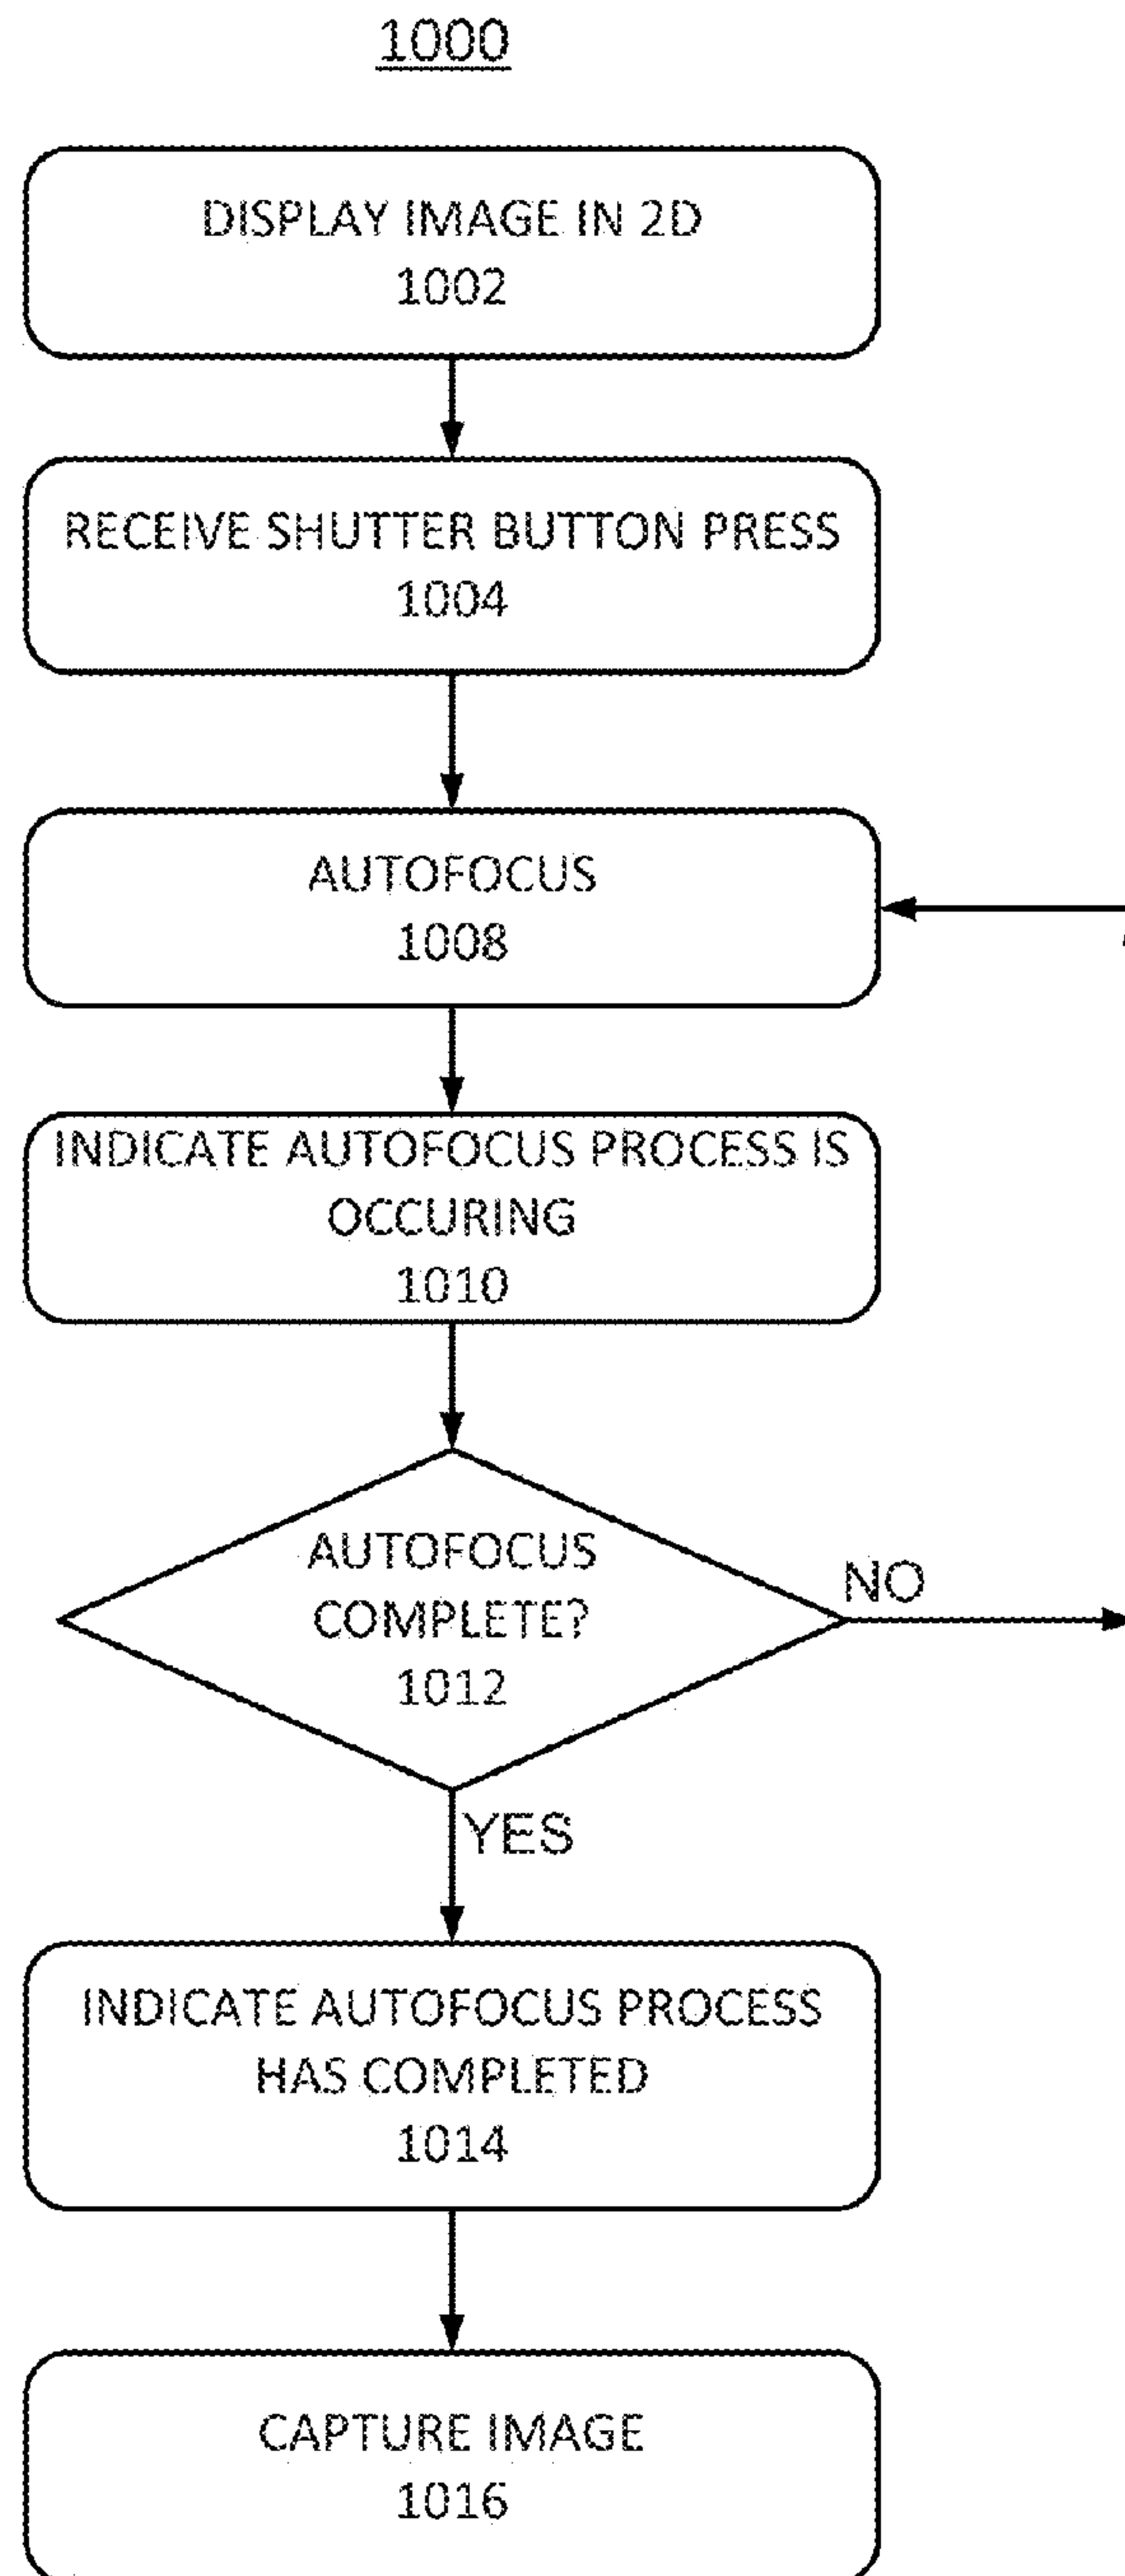 1000
DISPLAY IMAGE IN 2D
1002
RECEIVE SHUTTER BUTTON PRESS
1004
AUTOFOCUS
1008
INDICATE AUTOFOCUS PROCESS IS
OCCURING
1010
AUTOFOCUS
COMPLETE?
1012
NO
YES
INDICATE AUTOFOCUS PROCESS
HAS COMPLETED
1014
CAPTURE IMAGE
1016